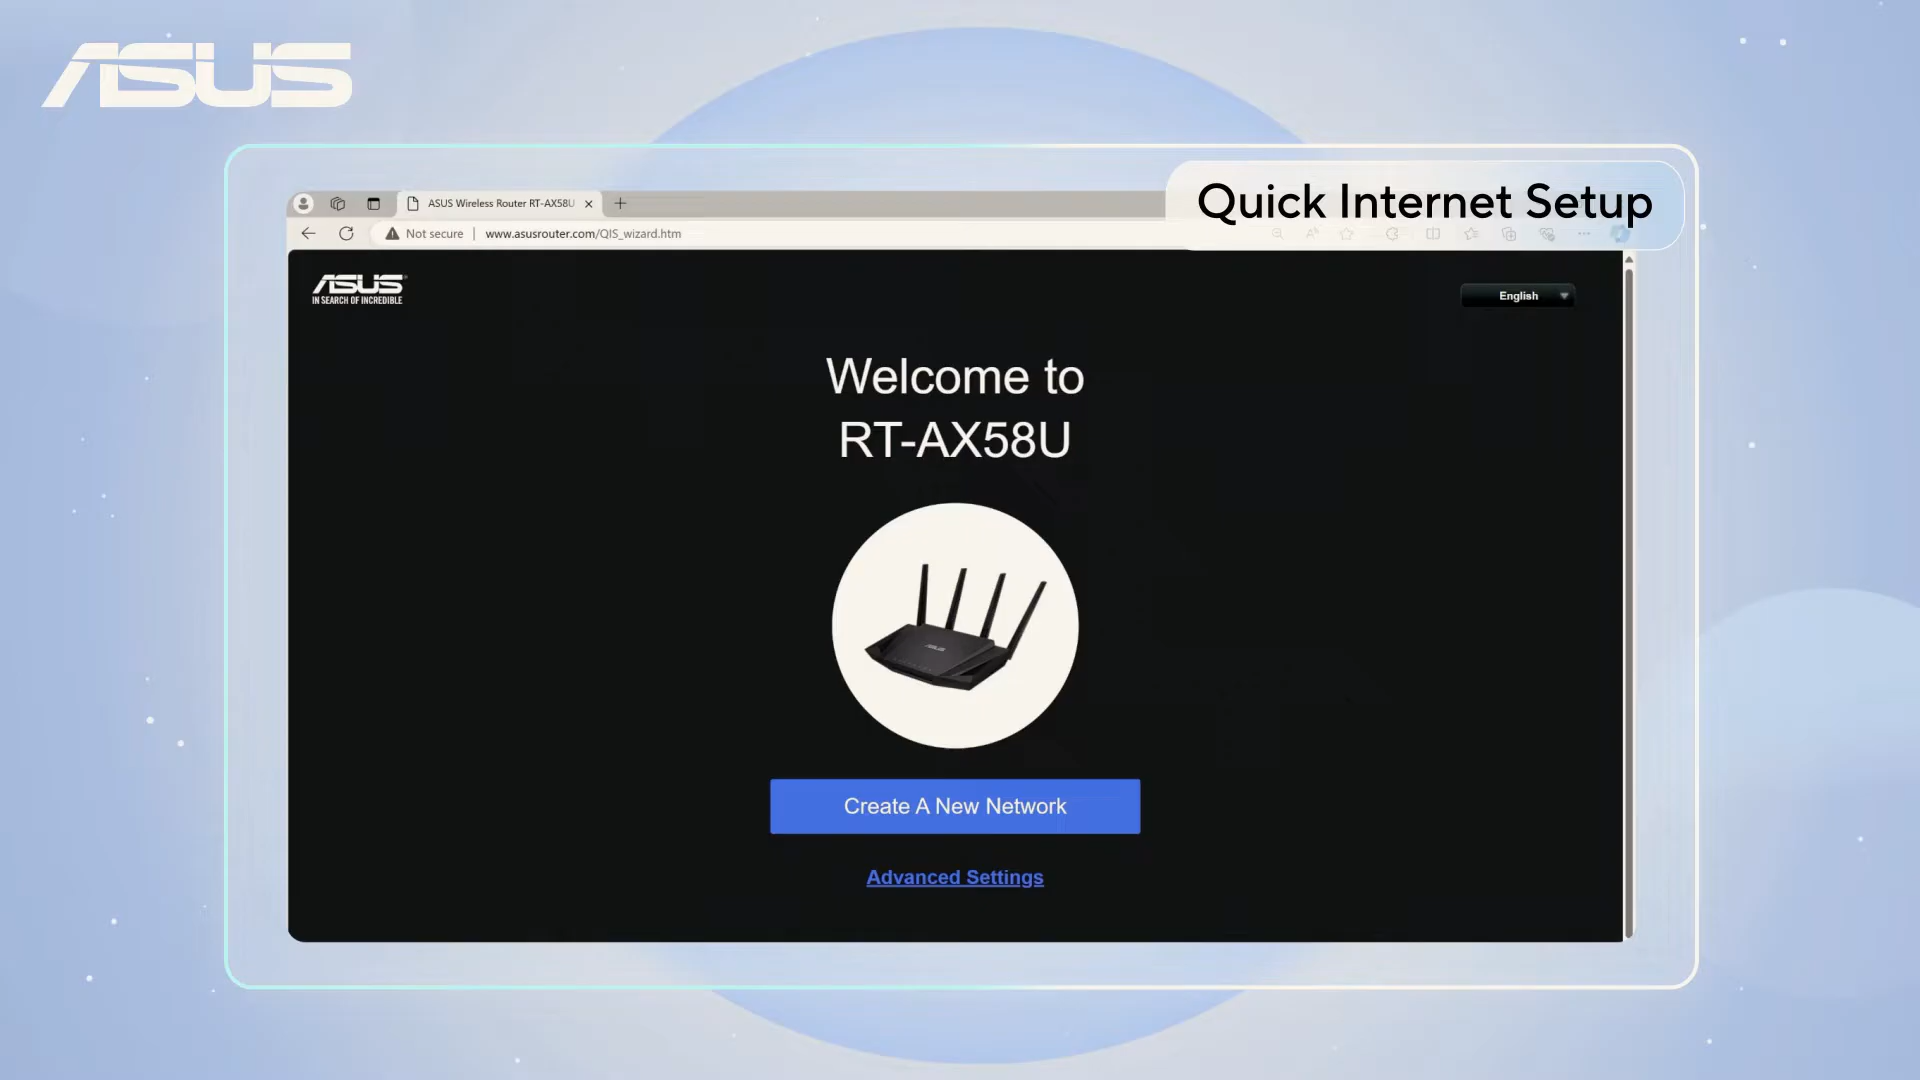 ASUS
Quick Internet Setup
ASUS Wireless Router RT-AX58U
Not secure | www.asusrouter.com/QIS_wizard.htm
ASUS
IN SEARCH OF INCREDIBLE
English
Welcome to
RT-AX58U
ASUS
Create A New Network
Advanced Settings